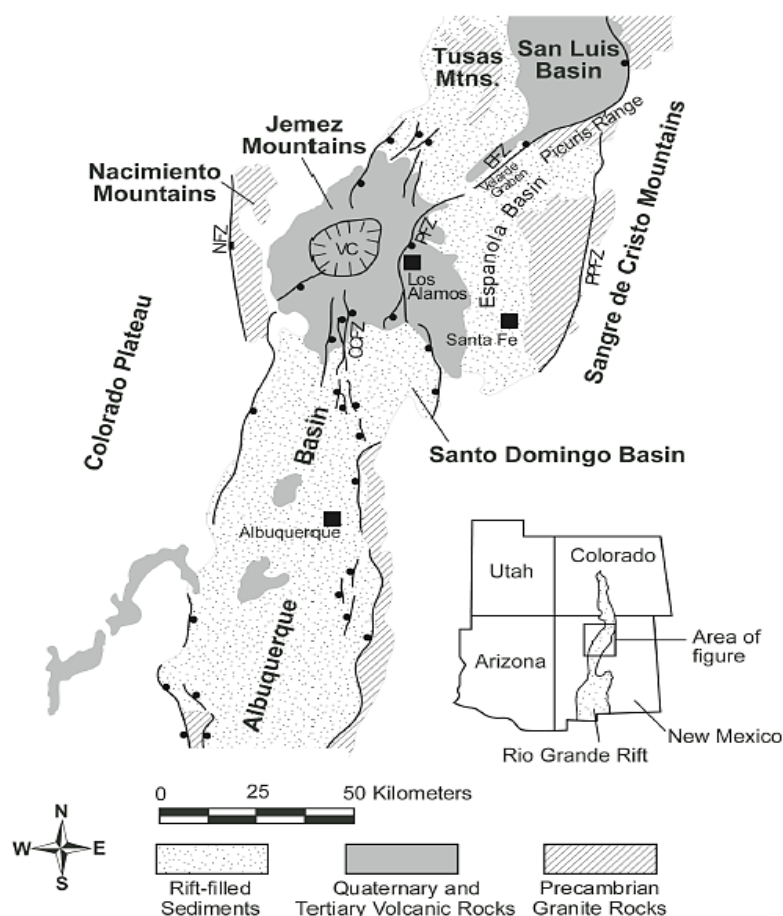 Tusas
Mtns.
San Luis
Basin
Jemez
Mountains
Nacimiento
Mountains
EFZ
Picuris Range
Velarde
Graben
NFZ
VC
PFZ
Espanola Basin
Los
Alamos
PPFZ
Sangre de Cristo Mountains
Santa Fe
CCFZ
Colorado Plateau
Santo Domingo Basin
Albuquerque
Albuquerque Basin
Utah
Colorado
Arizona
Area of
figure
New Mexico
Rio Grande Rift
0 25 50 Kilometers
N
W E
S
Rift-filled
Sediments
Quaternary and
Tertiary Volcanic Rocks
Precambrian
Granite Rocks